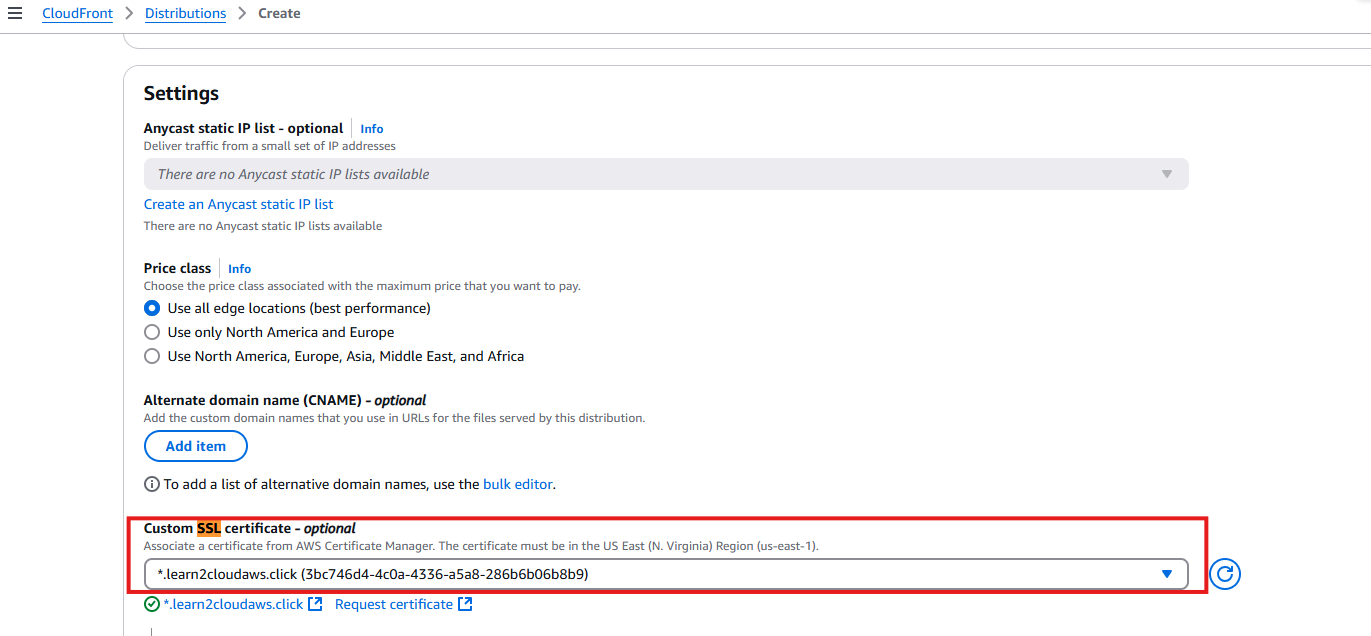 CloudFront > Distributions > Create
Settings
Anycast static IP list - optional Info
Deliver traffic from a small set of IP addresses
There are no Anycast static IP lists available
Create an Anycast static IP list
There are no Anycast static IP lists available
Price class Info
Choose the price class associated with the maximum price that you want to pay.
Use all edge locations (best performance)
Use only North America and Europe
Use North America, Europe, Asia, Middle East, and Africa
Alternate domain name (CNAME) - optional
Add the custom domain names that you use in URLs for the files served by this distribution.
Add item
To add a list of alternative domain names, use the bulk editor.
Custom SSL certificate - optional
Associate a certificate from AWS Certificate Manager. The certificate must be in the US East (N. Virginia) Region (us-east-1).
*.learn2cloudaws.click (3bc746d4-4c0a-4336-a5a8-286b6b06b8b9)
*.learn2cloudaws.click Request certificate